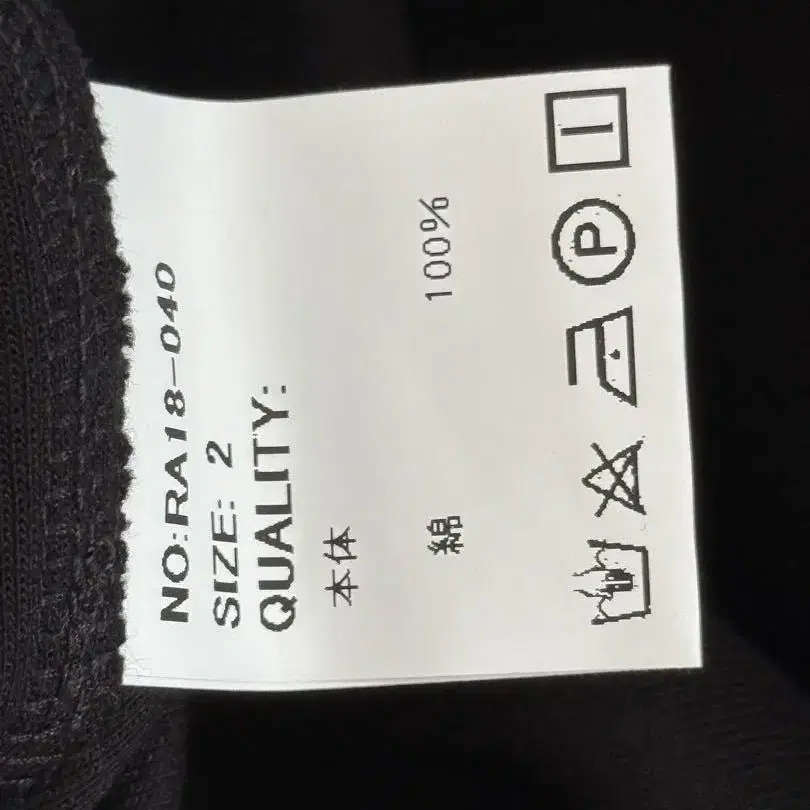 NO:RA18-040
SIZE: 2
QUALITY:
本体
綿 100%
P